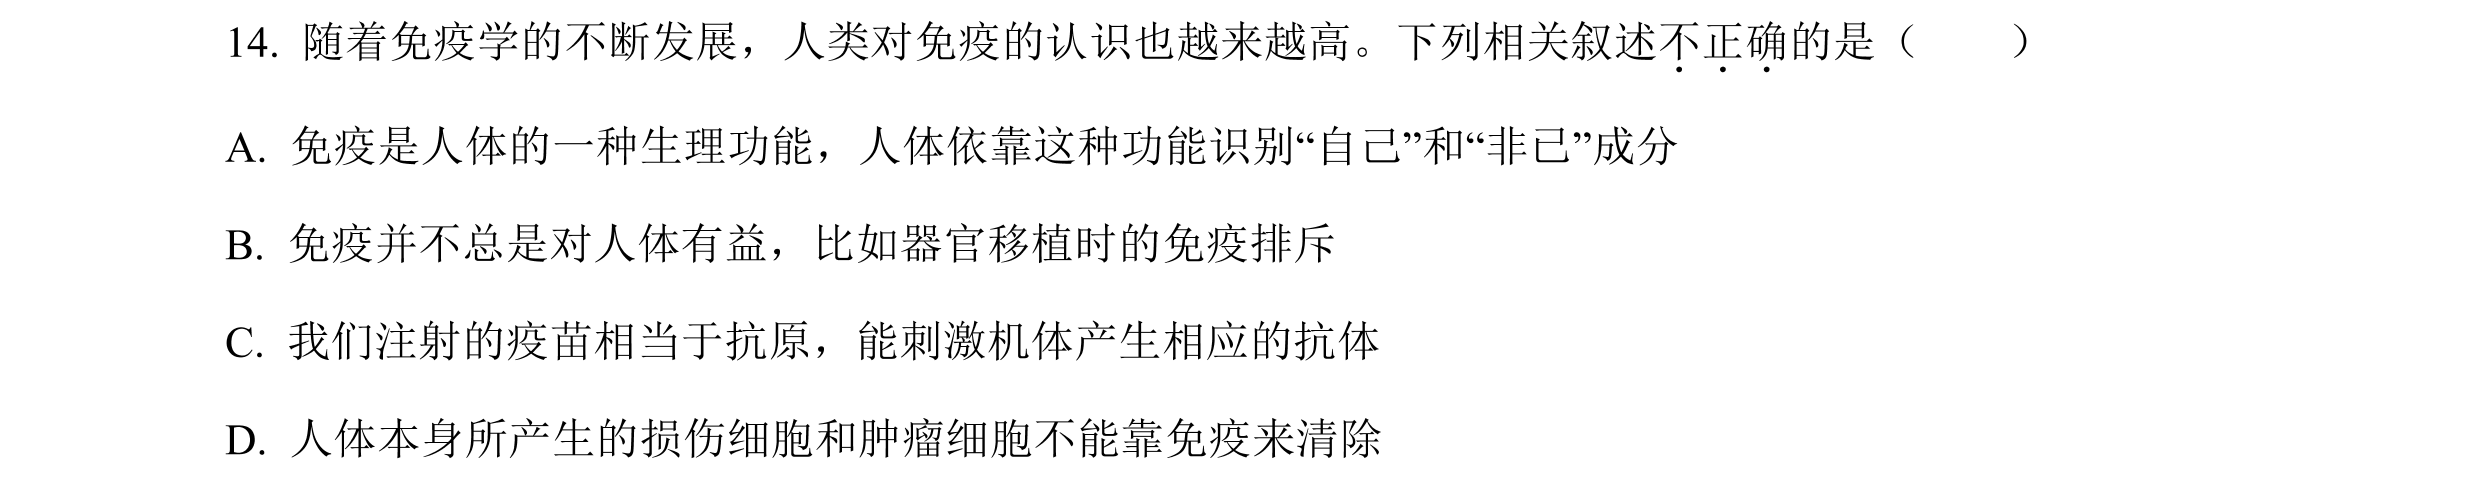 14. 随着免疫学的不断发展，人类对免疫的认识也越来越高。下列相关叙述不正确的是（　　）
A. 免疫是人体的一种生理功能，人体依靠这种功能识别“自己”和“非已”成分
B. 免疫并不总是对人体有益，比如器官移植时的免疫排斥
C. 我们注射的疫苗相当于抗原，能刺激机体产生相应的抗体
D. 人体本身所产生的损伤细胞和肿瘤细胞不能靠免疫来清除